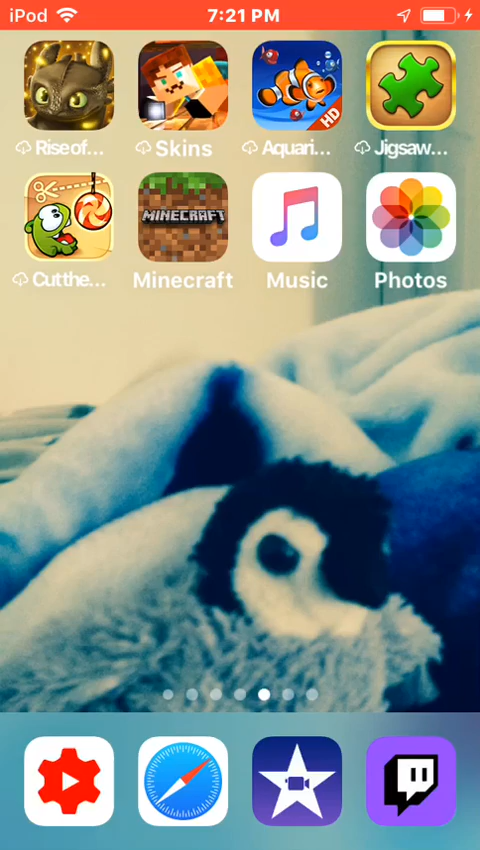 iPod 7:21 PM
Rise of... Skins Aquari... Jigsaw...
HD
MINECRAFT
Cut the... Minecraft Music Photos